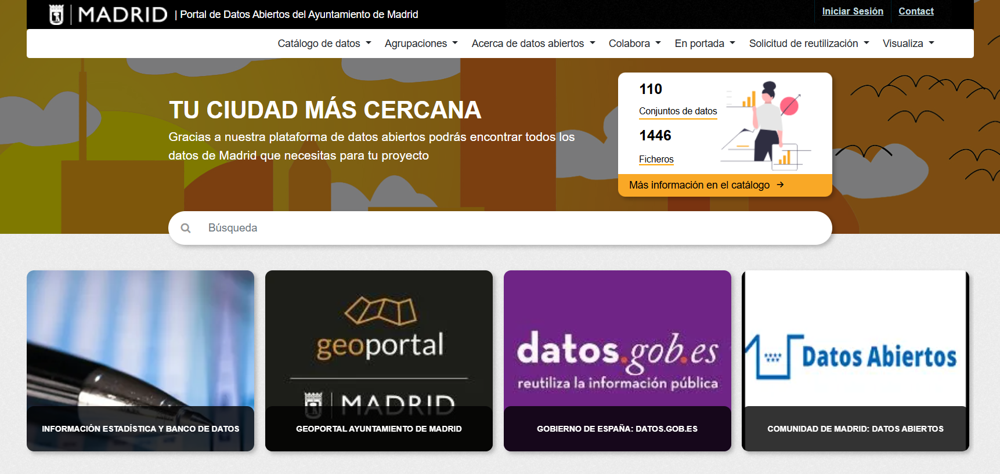 MADRID | Portal de Datos Abiertos del Ayuntamiento de Madrid
Iniciar Sesión
Contact
Catálogo de datos
Agrupaciones
Acerca de datos abiertos
Colabora
En portada
Solicitud de reutilización
Visualiza
TU CIUDAD MÁS CERCANA
Gracias a nuestra plataforma de datos abiertos podrás encontrar todos los
datos de Madrid que necesitas para tu proyecto
110
Conjuntos de datos
1446
Ficheros
Más información en el catálogo
Búsqueda
INFORMACIÓN ESTADÍSTICA Y BANCO DE DATOS
geoportal
MADRID
GEOPORTAL AYUNTAMIENTO DE MADRID
datos.gob.es
reutiliza la información pública
GOBIERNO DE ESPAÑA: DATOS.GOB.ES
Datos Abiertos
COMUNIDAD DE MADRID: DATOS ABIERTOS